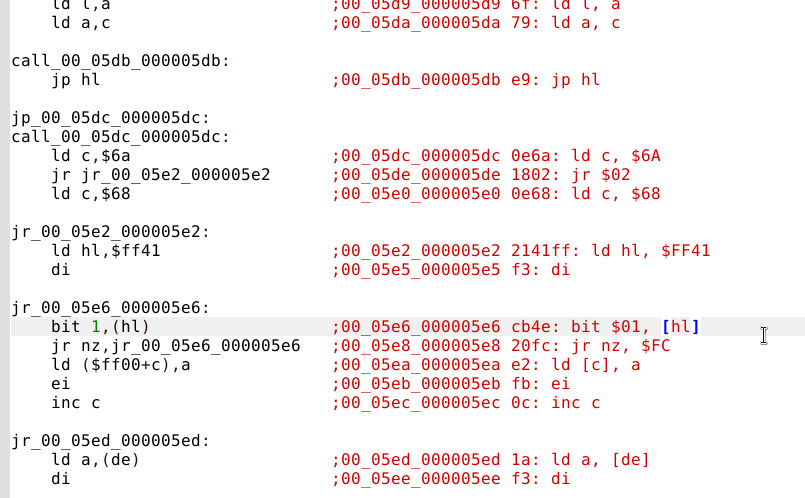 ld l,a                      ;00_05d9_000005d9 6f: ld l, a
    ld a,c                      ;00_05da_000005da 79: ld a, c
call_00_05db_000005db:
    jp hl                       ;00_05db_000005db e9: jp hl
jp_00_05dc_000005dc:
call_00_05dc_000005dc:
    ld c,$6a                    ;00_05dc_000005dc 0e6a: ld c, $6A
    jr jr_00_05e2_000005e2      ;00_05de_000005de 1802: jr $02
    ld c,$68                    ;00_05e0_000005e0 0e68: ld c, $68
jr_00_05e2_000005e2:
    ld hl,$ff41                 ;00_05e2_000005e2 2141ff: ld hl, $FF41
    di                          ;00_05e5_000005e5 f3: di
jr_00_05e6_000005e6:
    bit 1,(hl)                  ;00_05e6_000005e6 cb4e: bit $01, [hl]
    jr nz,jr_00_05e6_000005e6   ;00_05e8_000005e8 20fc: jr nz, $FC
    ld ($ff00+c),a              ;00_05ea_000005ea e2: ld [c], a
    ei                          ;00_05eb_000005eb fb: ei
    inc c                       ;00_05ec_000005ec 0c: inc c
jr_00_05ed_000005ed:
    ld a,(de)                   ;00_05ed_000005ed 1a: ld a, [de]
    di                          ;00_05ee_000005ee f3: di